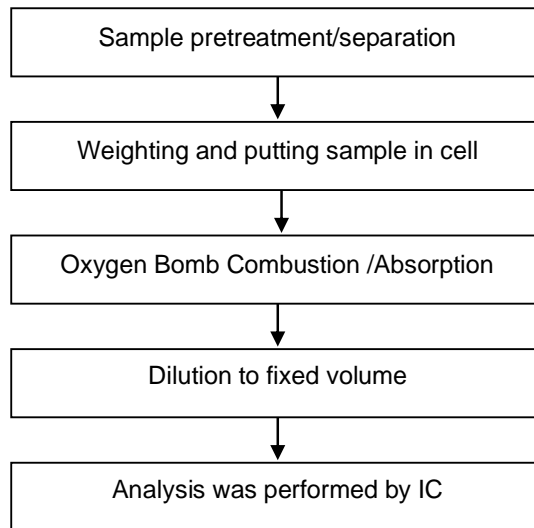 Sample pretreatment/separation
Weighting and putting sample in cell
Oxygen Bomb Combustion /Absorption
Dilution to fixed volume
Analysis was performed by IC